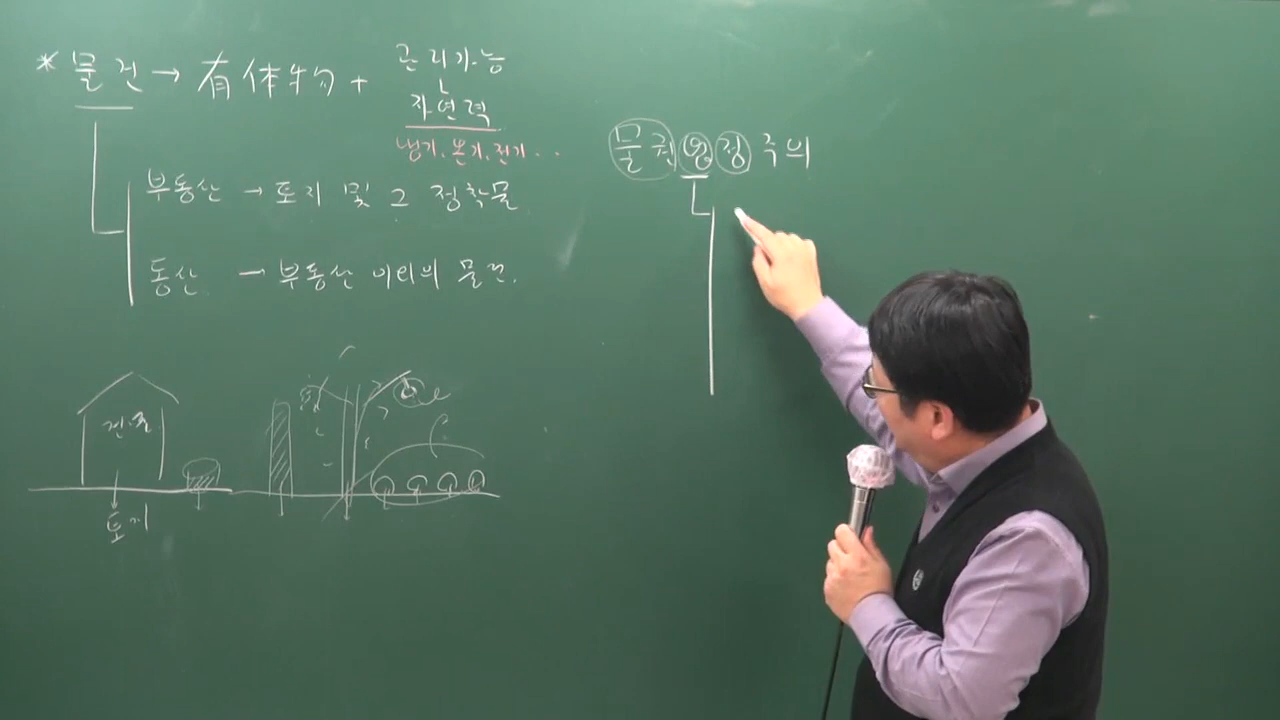 * 물건 → 有体物 +
관리가능
자연력
냉기. 온기. 전기...
부동산 → 토지 및 그 정착물
동산 → 부동산 이외의 물건.
물권법정주의
건물
토지